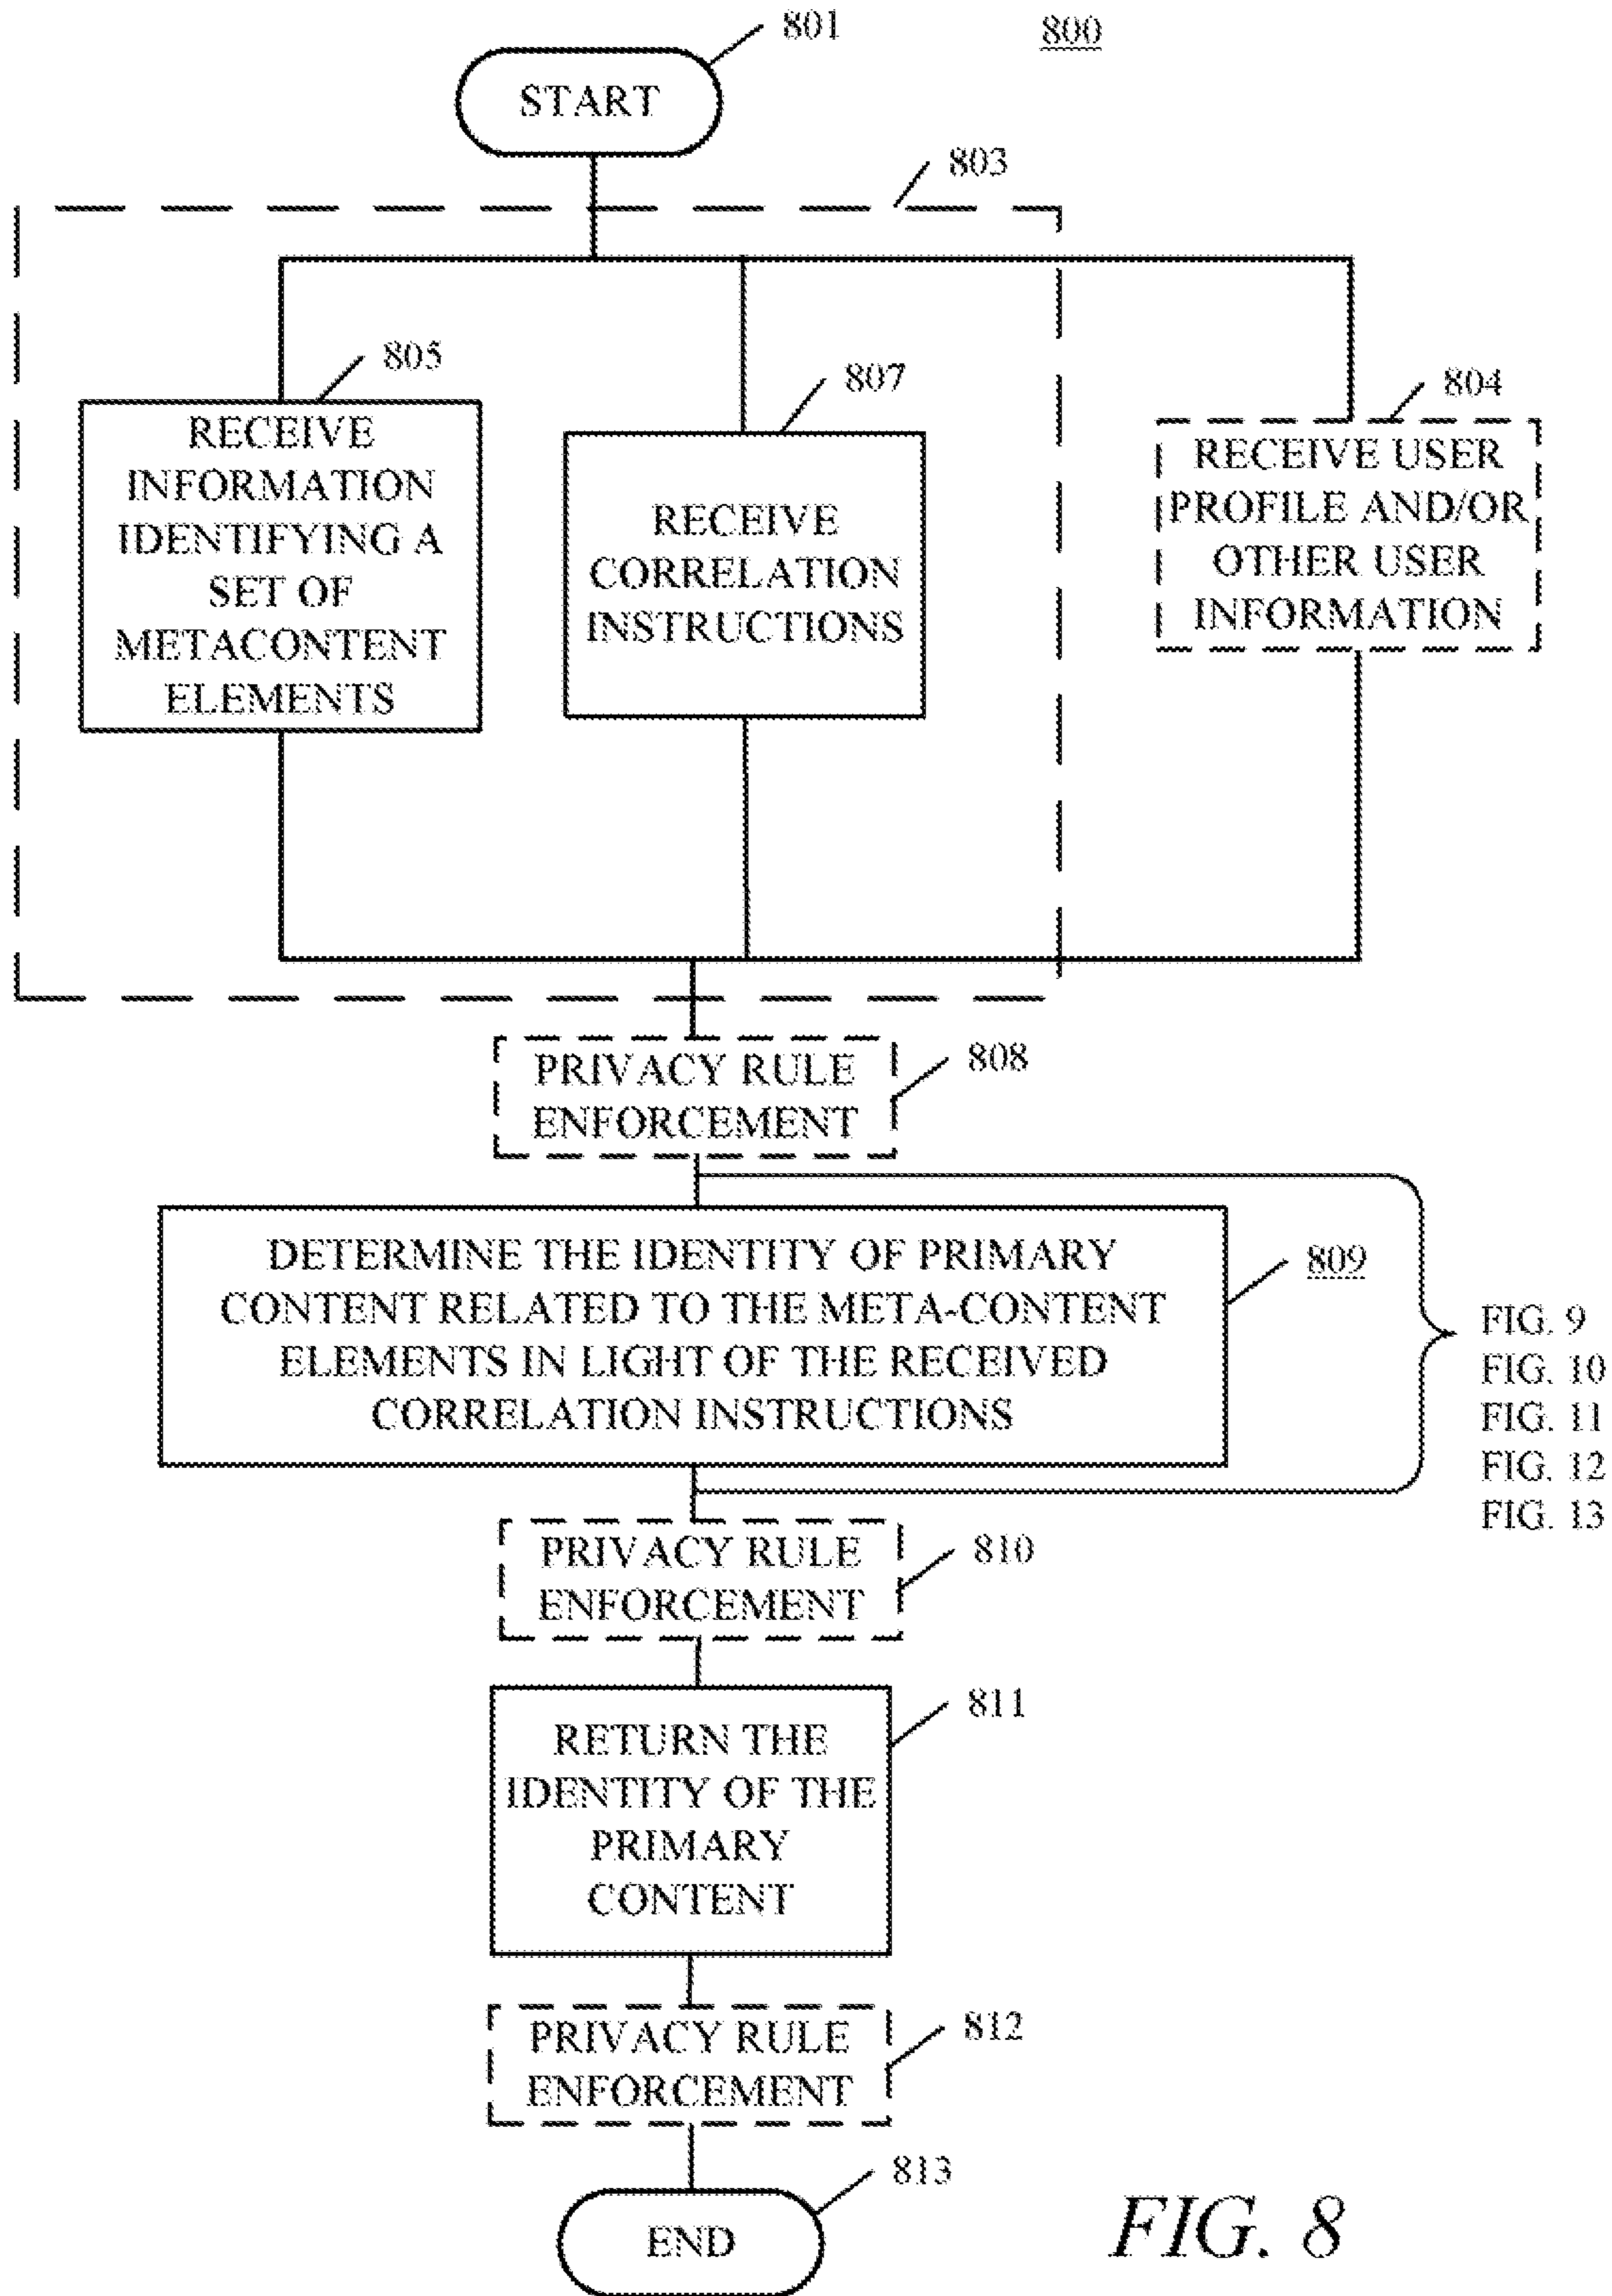 801
800
START
803
805
RECEIVE
INFORMATION
IDENTIFYING A
SET OF
METACONTENT
ELEMENTS
807
RECEIVE
CORRELATION
INSTRUCTIONS
804
RECEIVE USER
PROFILE AND/OR
OTHER USER
INFORMATION
PRIVACY RULE
ENFORCEMENT
808
DETERMINE THE IDENTITY OF PRIMARY
CONTENT RELATED TO THE META-CONTENT
ELEMENTS IN LIGHT OF THE RECEIVED
CORRELATION INSTRUCTIONS
809
FIG. 9
FIG. 10
FIG. 11
FIG. 12
FIG. 13
PRIVACY RULE
ENFORCEMENT
810
RETURN THE
IDENTITY OF THE
PRIMARY
CONTENT
811
PRIVACY RULE
ENFORCEMENT
812
813
END
FIG. 8